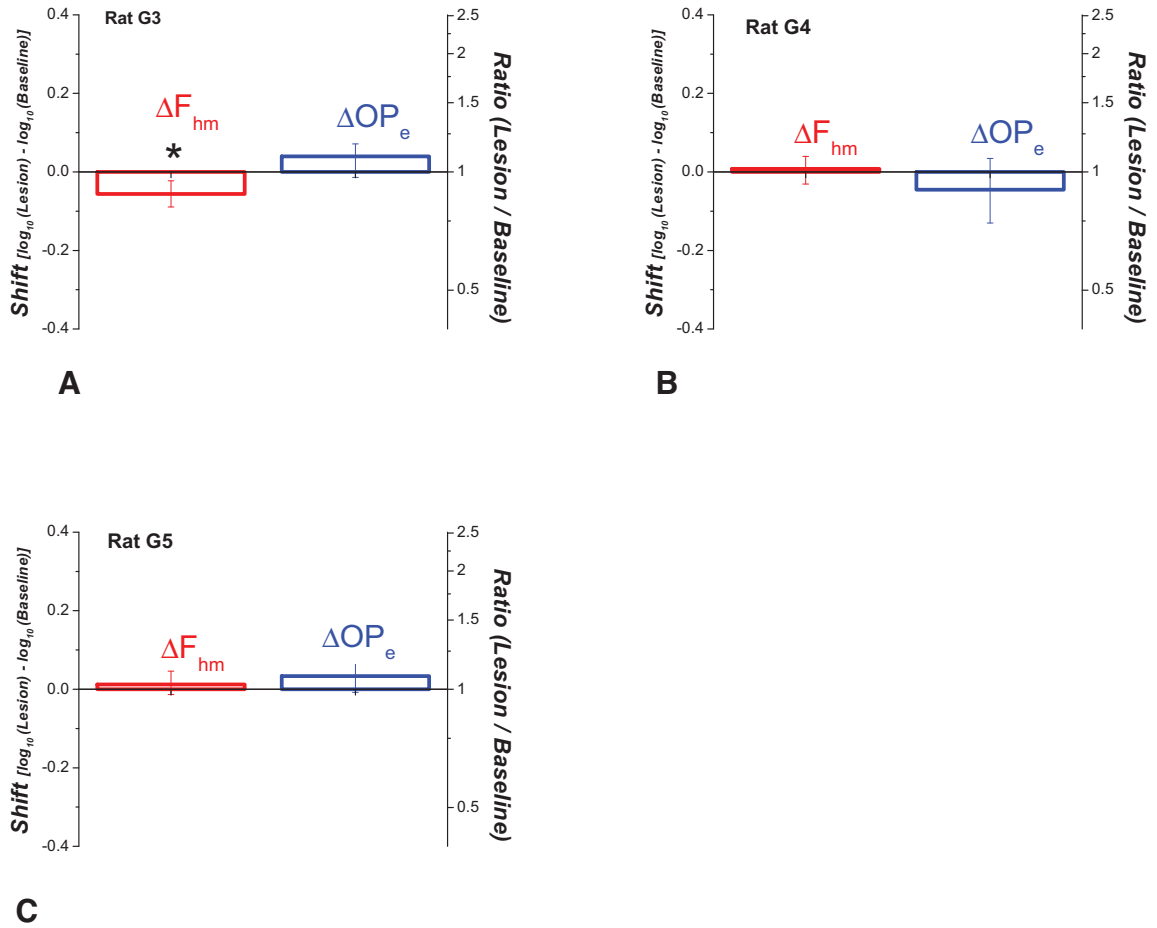 Rat G3
0.4
0.2
0.0
-0.2
-0.4
Shift [log10(Lesion) - log10(Baseline)]
ΔFhm
*
ΔOPe
2.5
2
1.5
1
0.5
Ratio (Lesion / Baseline)
A
Rat G4
0.4
0.2
0.0
-0.2
-0.4
Shift [log10(Lesion) - log10(Baseline)]
ΔFhm
ΔOPe
2.5
2
1.5
1
0.5
Ratio (Lesion / Baseline)
B
Rat G5
0.4
0.2
0.0
-0.2
-0.4
Shift [log10(Lesion) - log10(Baseline)]
ΔFhm
ΔOPe
2.5
2
1.5
1
0.5
Ratio (Lesion / Baseline)
C